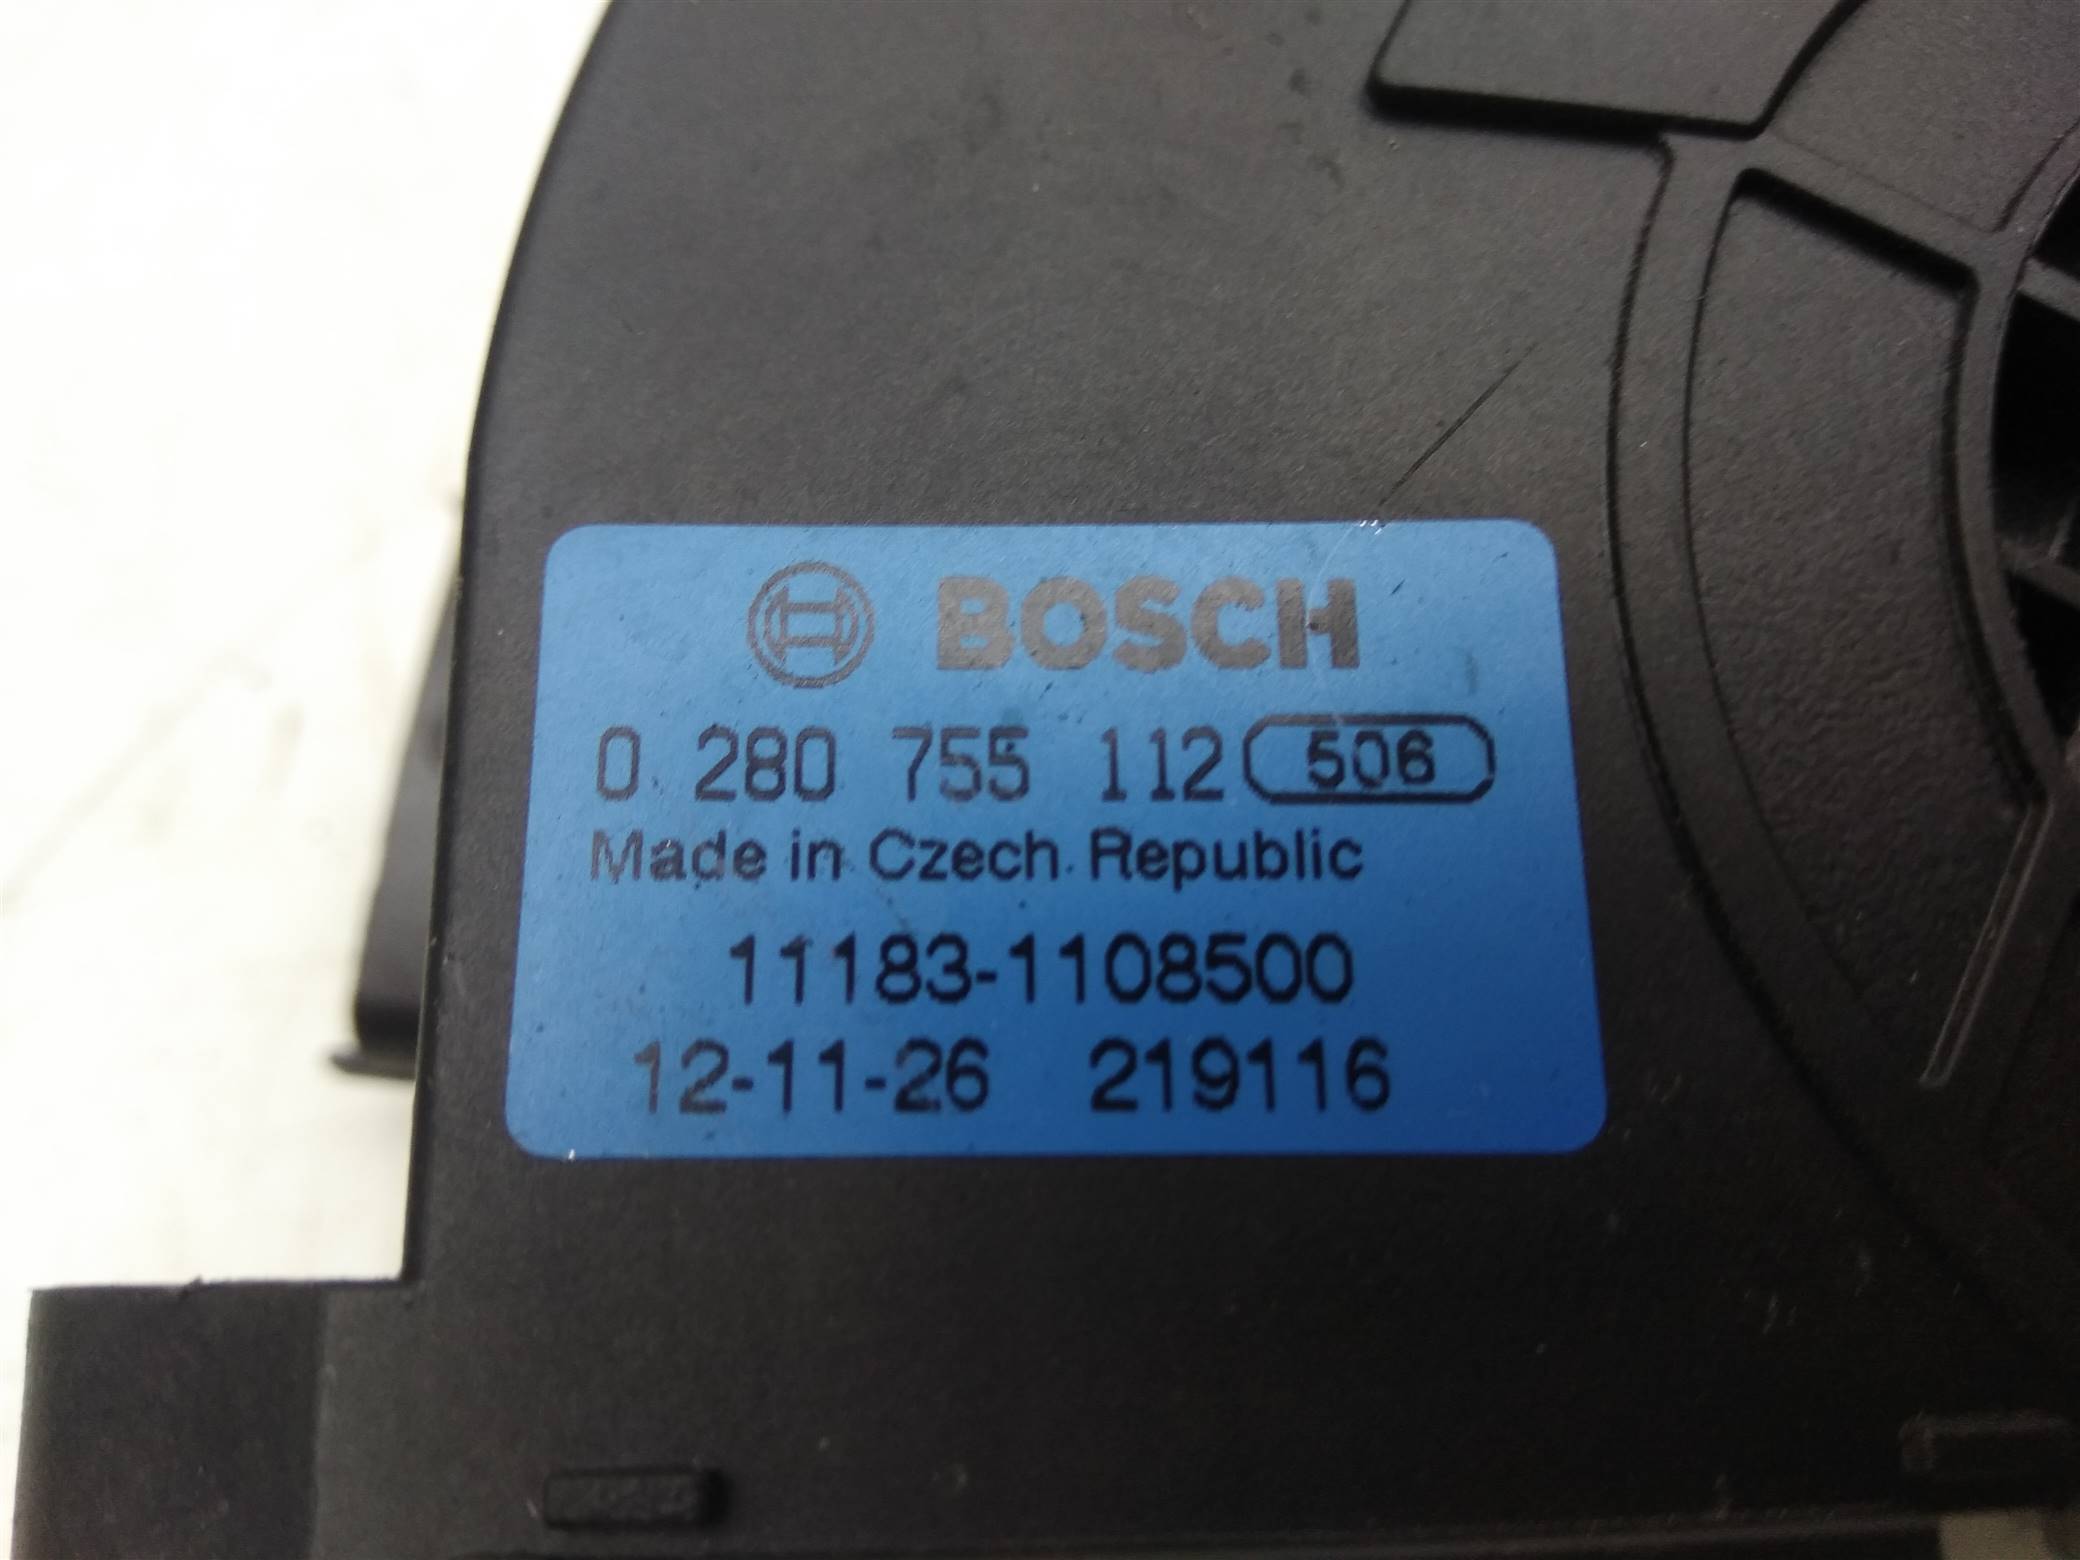 BOSCH
0 280 755 112 506
Made in Czech Republic
11183-1108500
12-11-26 219116